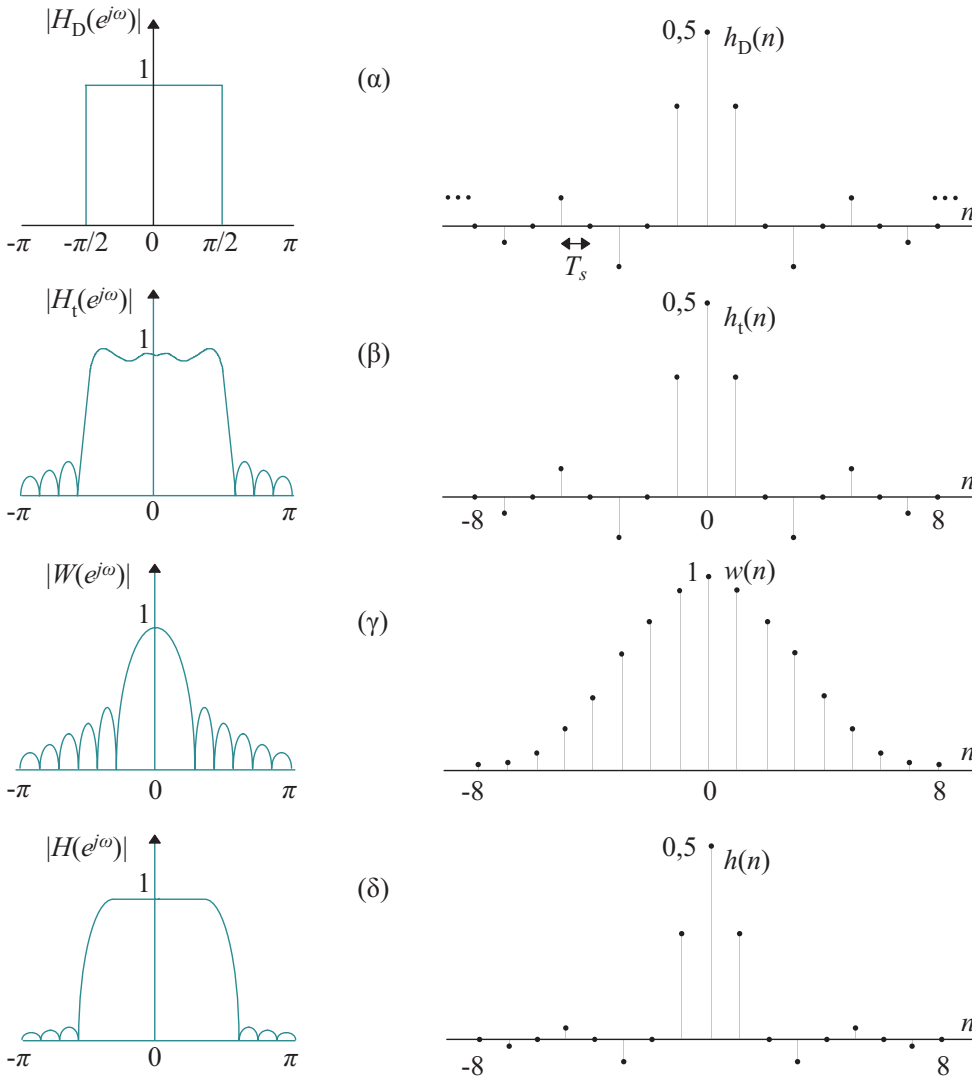 |H_D(e^{jω})|
1
-π -π/2 0 π/2 π
(α)
0,5 h_D(n)
n
T_s
|H_t(e^{jω})|
1
-π 0 π
(β)
0,5 h_t(n)
n
-8 0 8
|W(e^{jω})|
1
-π 0 π
(γ)
1 w(n)
n
-8 0 8
|H(e^{jω})|
1
-π 0 π
(δ)
0,5 h(n)
n
-8 8